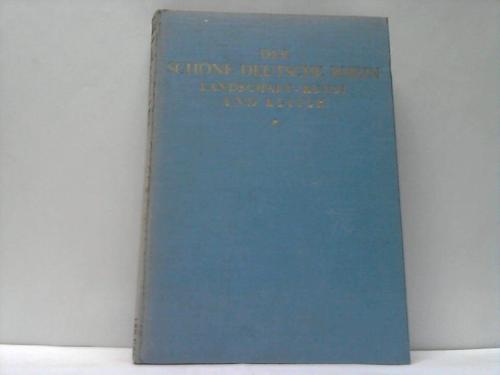 DER
SCHÖNE DEUTSCHE RHEIN
LANDSCHAFT · KUNST
UND KULTUR